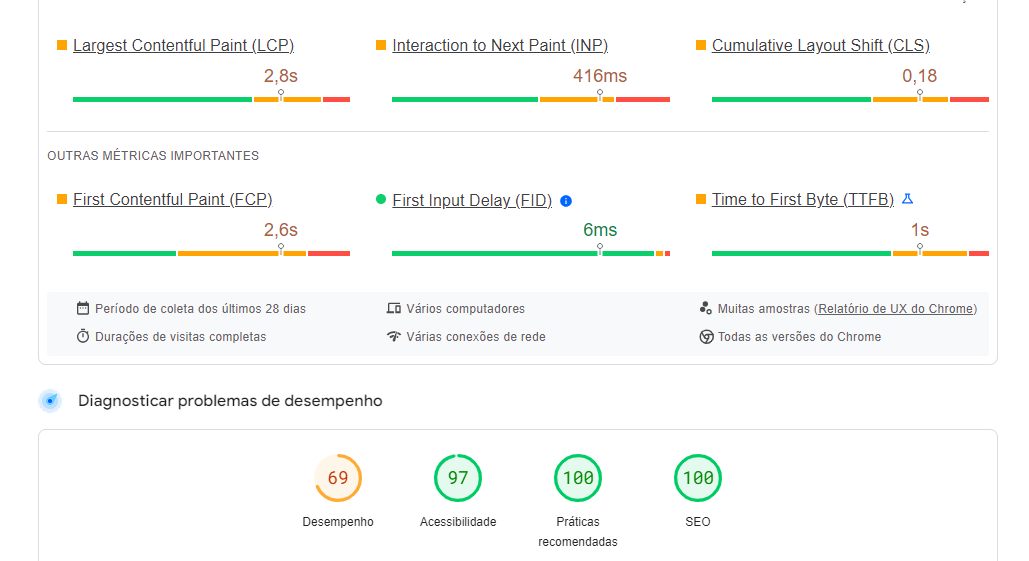 Largest Contentful Paint (LCP)
Interaction to Next Paint (INP)
Cumulative Layout Shift (CLS)
2,8s
416ms
0,18
OUTRAS MÉTRICAS IMPORTANTES
First Contentful Paint (FCP)
First Input Delay (FID)
Time to First Byte (TTFB)
2,6s
6ms
1s
Período de coleta dos últimos 28 dias
Vários computadores
Muitas amostras (Relatório de UX do Chrome)
Durações de visitas completas
Várias conexões de rede
Todas as versões do Chrome
Diagnosticar problemas de desempenho
69
97
100
100
Desempenho
Acessibilidade
Práticas
recomendadas
SEO